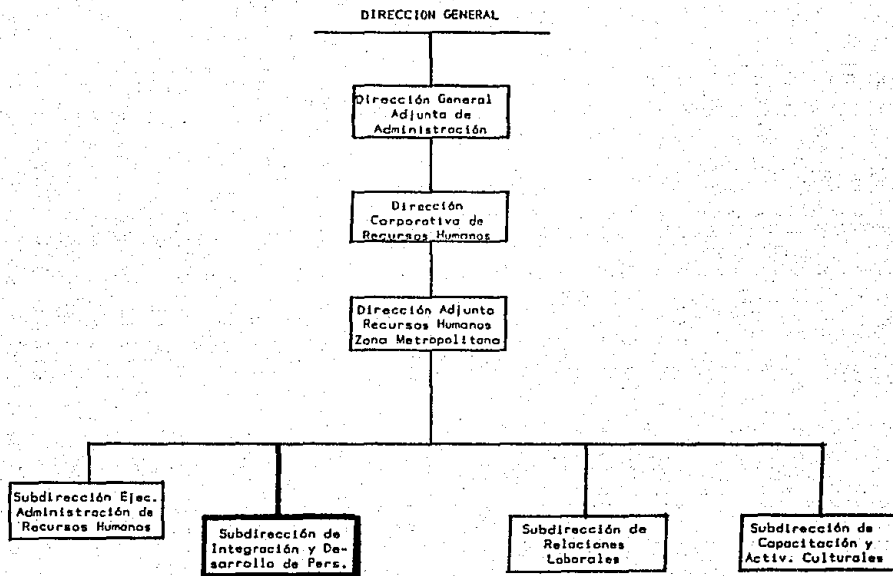 DIRECCION GENERAL
Dirección General
Adjunta de
Administración
Dirección
Corporativa de
Recursos Humanos
Dirección Adjunta
Recursos Humanos
Zona Metropolitana
Subdirección Ejec.
Administración de
Recursos Humanos
Subdirección de
Integración y De-
sarrollo de Pers.
Subdirección de
Relaciones
Laborales
Subdirección de
Capacitación y
Activ. Culturales